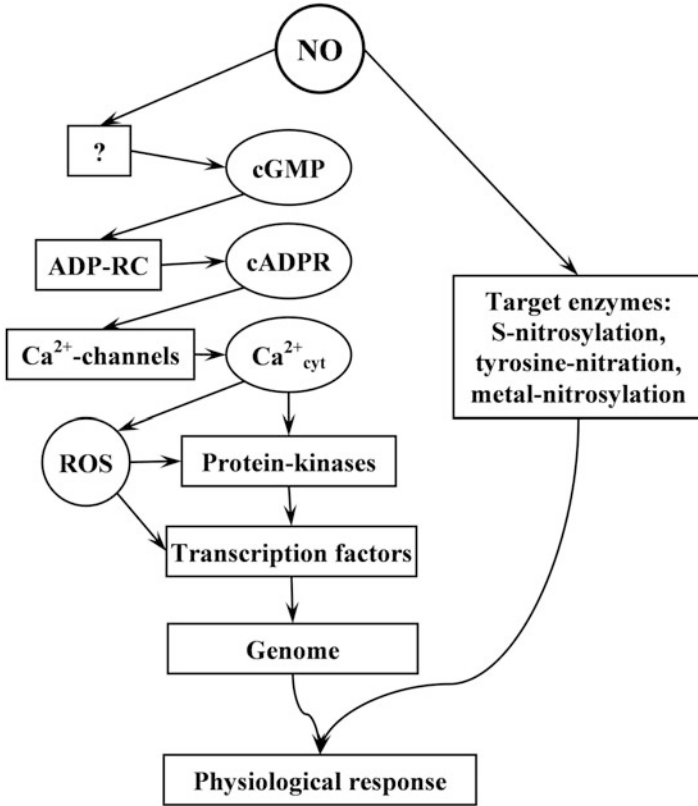 NO
?
cGMP
ADP-RC
cADPR
Ca²⁺-channels
Ca²⁺cyt
Target enzymes:
S-nitrosylation,
tyrosine-nitration,
metal-nitrosylation
ROS
Protein-kinases
Transcription factors
Genome
Physiological response